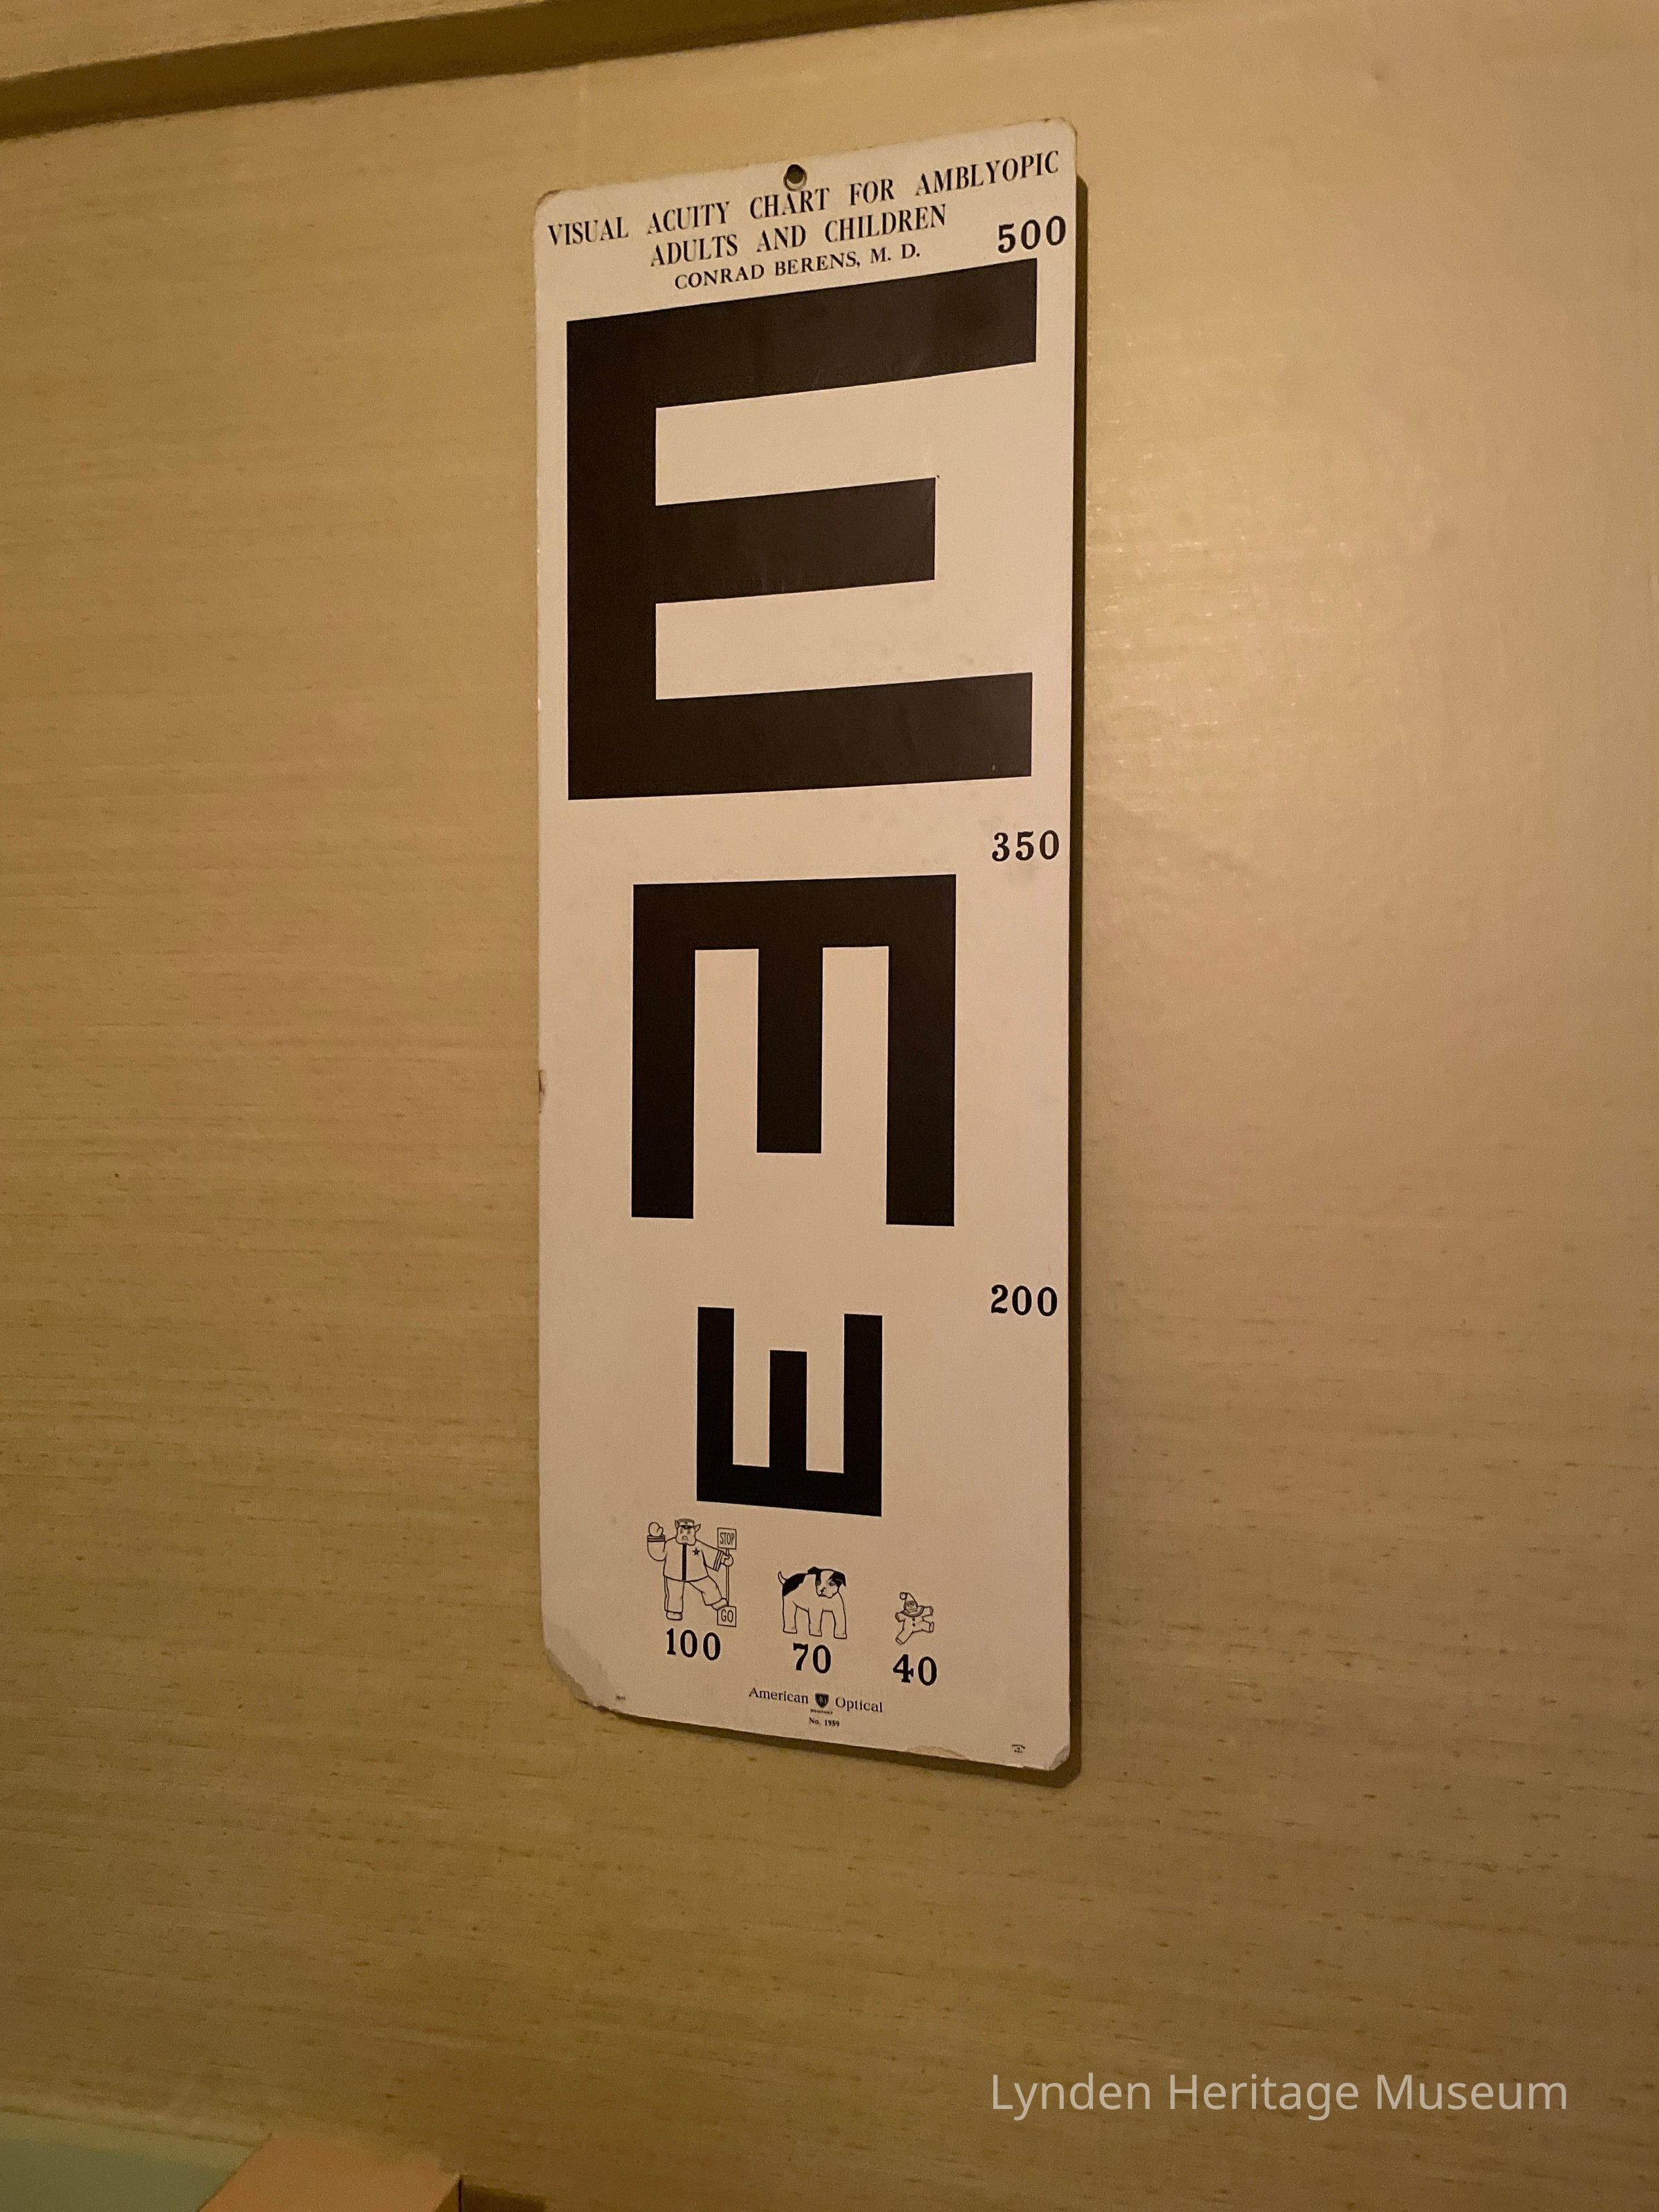 VISUAL ACUITY CHART FOR AMBLYOPIC
ADULTS AND CHILDREN
CONRAD BERENS, M. D.
500
E
350
E
200
E
STOP
GO
100 70 40
American Optical
No. 1989
Lynden Heritage Museum